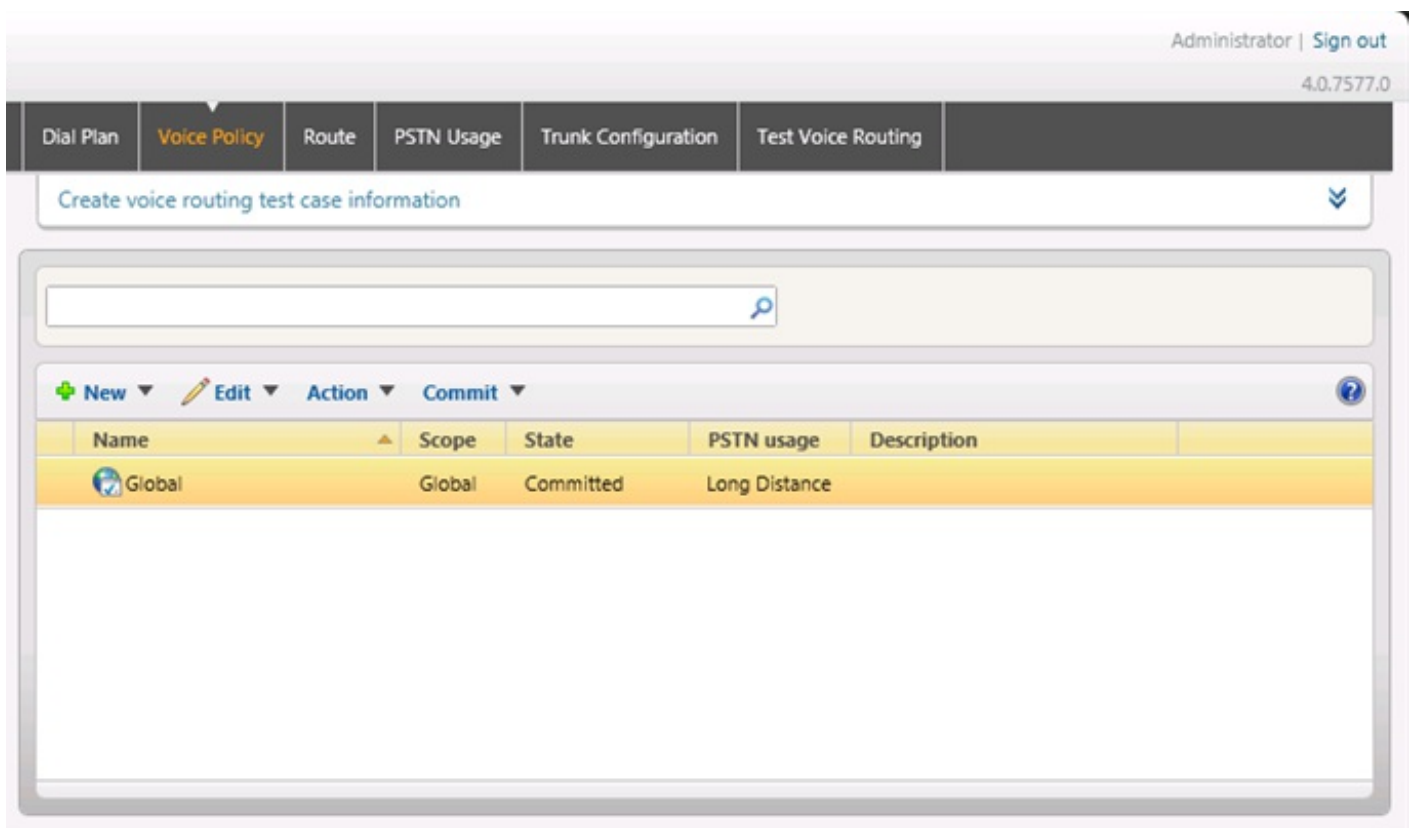 Administrator | Sign out
4.0.7577.0
Dial Plan Voice Policy Route PSTN Usage Trunk Configuration Test Voice Routing
Create voice routing test case information
New Edit Action Commit
Name Scope State PSTN usage Description
Global Global Committed Long Distance